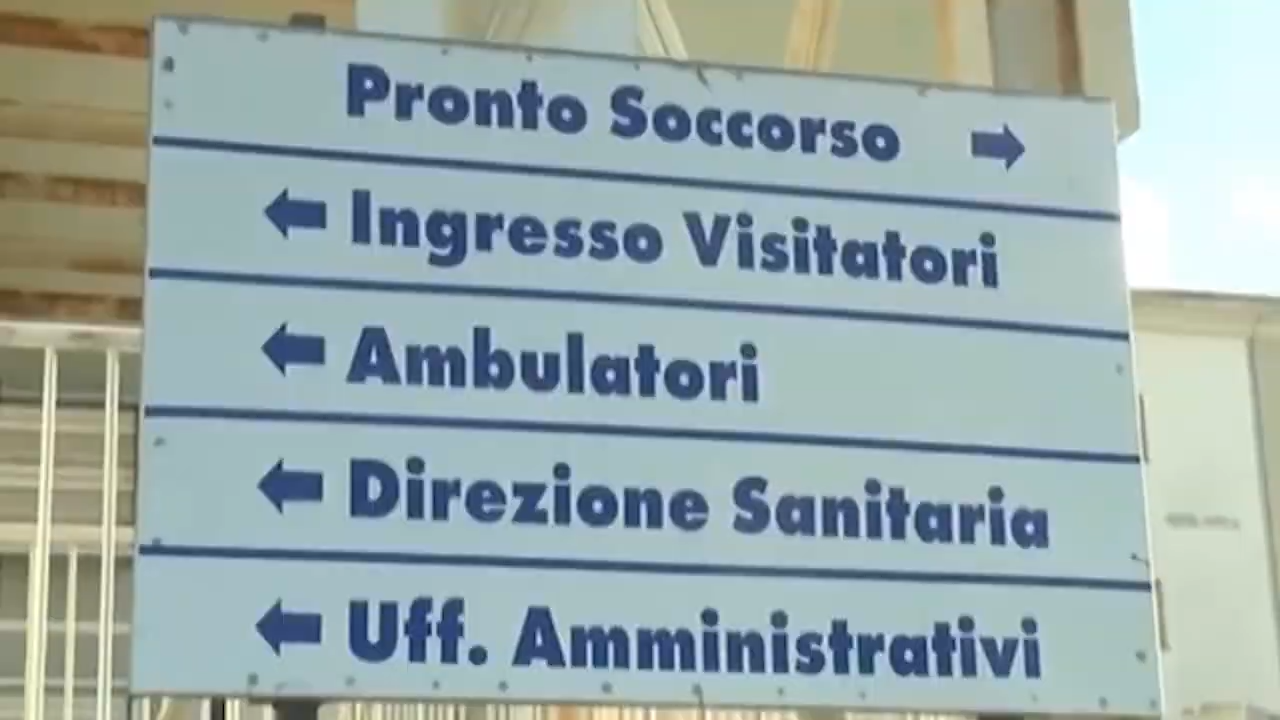 Pronto Soccorso
Ingresso Visitatori
Ambulatori
Direzione Sanitaria
Uff. Amministrativi